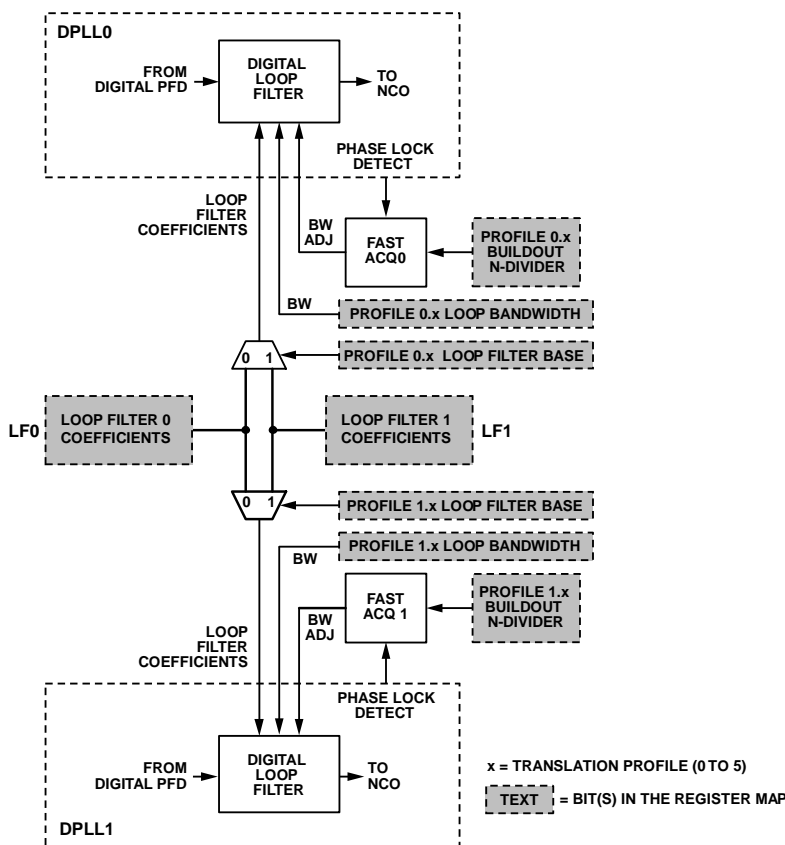 DPLL0
FROM
DIGITAL PFD
DIGITAL
LOOP
FILTER
TO
NCO
PHASE LOCK
DETECT
LOOP
FILTER
COEFFICIENTS
BW
ADJ
FAST
ACQ0
PROFILE 0.x
BUILDOUT
N-DIVIDER
BW
PROFILE 0.x LOOP BANDWIDTH
0 1
PROFILE 0.x LOOP FILTER BASE
LF0
LOOP FILTER 0
COEFFICIENTS
LOOP FILTER 1
COEFFICIENTS
LF1
0 1
PROFILE 1.x LOOP FILTER BASE
BW
PROFILE 1.x LOOP BANDWIDTH
LOOP
FILTER
COEFFICIENTS
BW
ADJ
FAST
ACQ 1
PROFILE 1.x
BUILDOUT
N-DIVIDER
PHASE LOCK
DETECT
FROM
DIGITAL PFD
DIGITAL
LOOP
FILTER
TO
NCO
DPLL1
x = TRANSLATION PROFILE (0 TO 5)
TEXT = BIT(S) IN THE REGISTER MAP